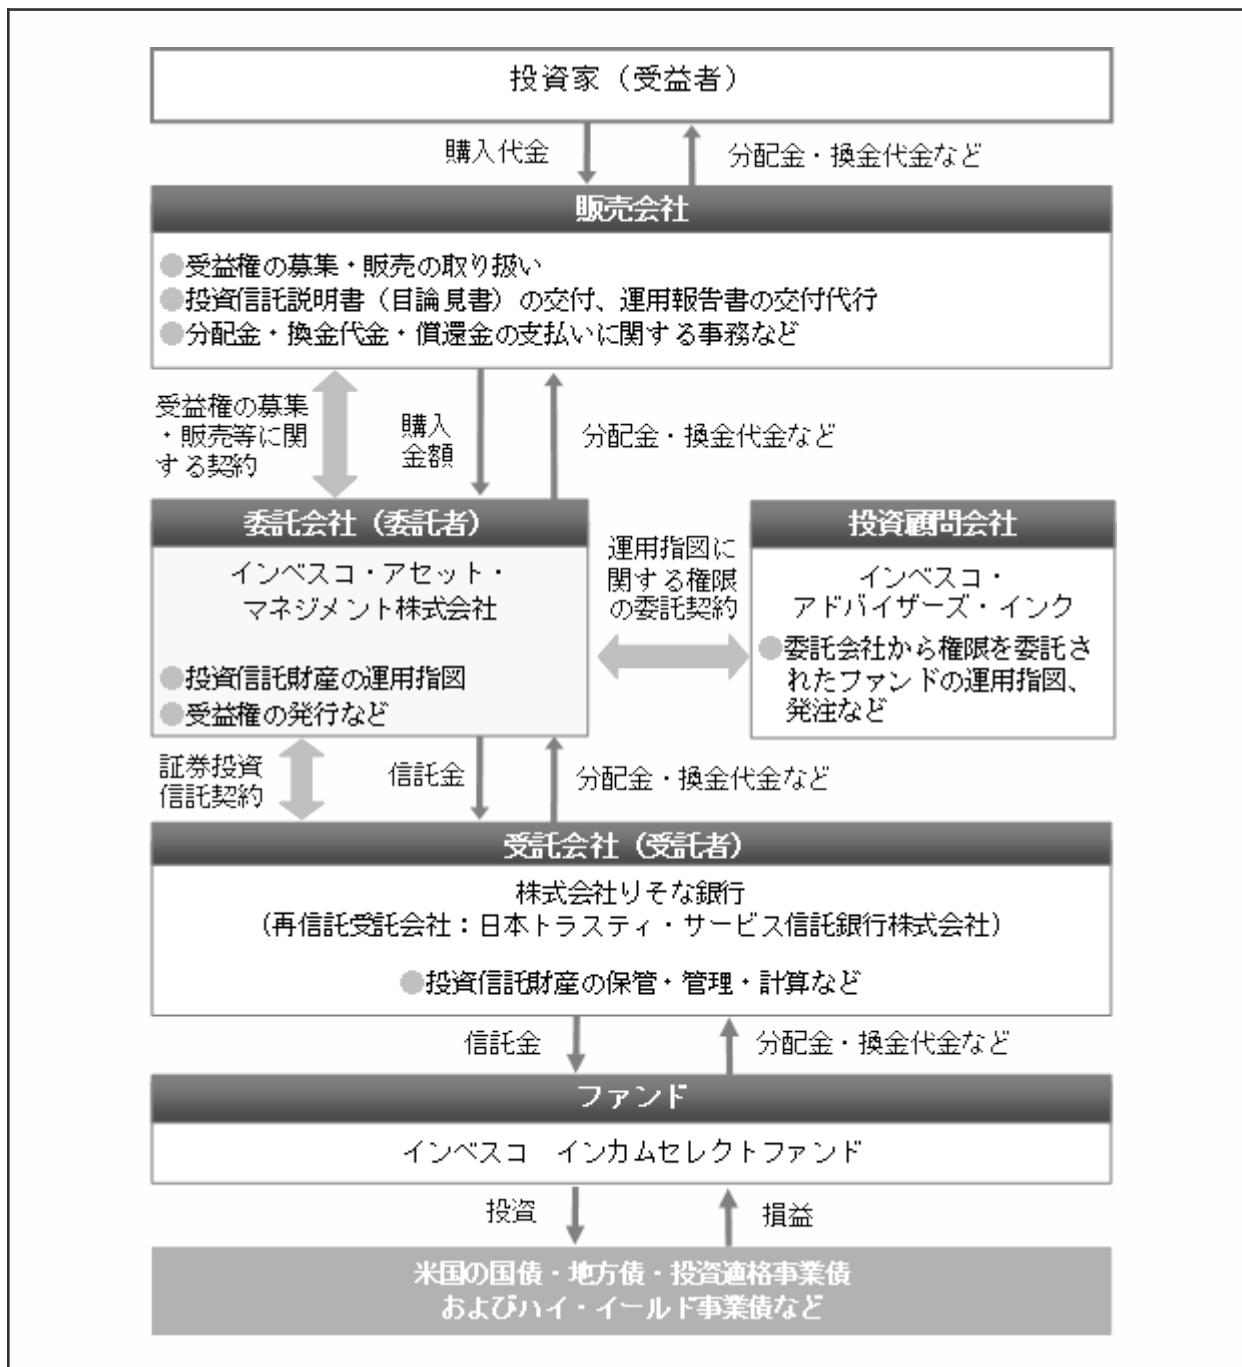 投資家（受益者）
購入代金
分配金・換金代金など
販売会社
●受益権の募集・販売の取り扱い
●投資信託説明書（目論見書）の交付、運用報告書の交付代行
●分配金・換金代金・償還金の支払いに関する事務など
受益権の募集
・販売等に関
する契約
購入
金額
分配金・換金代金など
委託会社（委託者）
インベスコ・アセット・
マネジメント株式会社
●投資信託財産の運用指図
●受益権の発行など
運用指図に
関する権限
の委託契約
投資顧問会社
インベスコ・
アドバイザーズ・インク
●委託会社から権限を委託さ
れたファンドの運用指図、
発注など
証券投資
信託契約
信託金
分配金・換金代金など
受託会社（受託者）
株式会社りそな銀行
（再信託受託会社：日本トラスティ・サービス信託銀行株式会社）
●投資信託財産の保管・管理・計算など
信託金
分配金・換金代金など
ファンド
インベスコ　インカムセレクトファンド
投資
損益
米国の国債・地方債・投資適格事業債
およびハイ・イールド事業債など